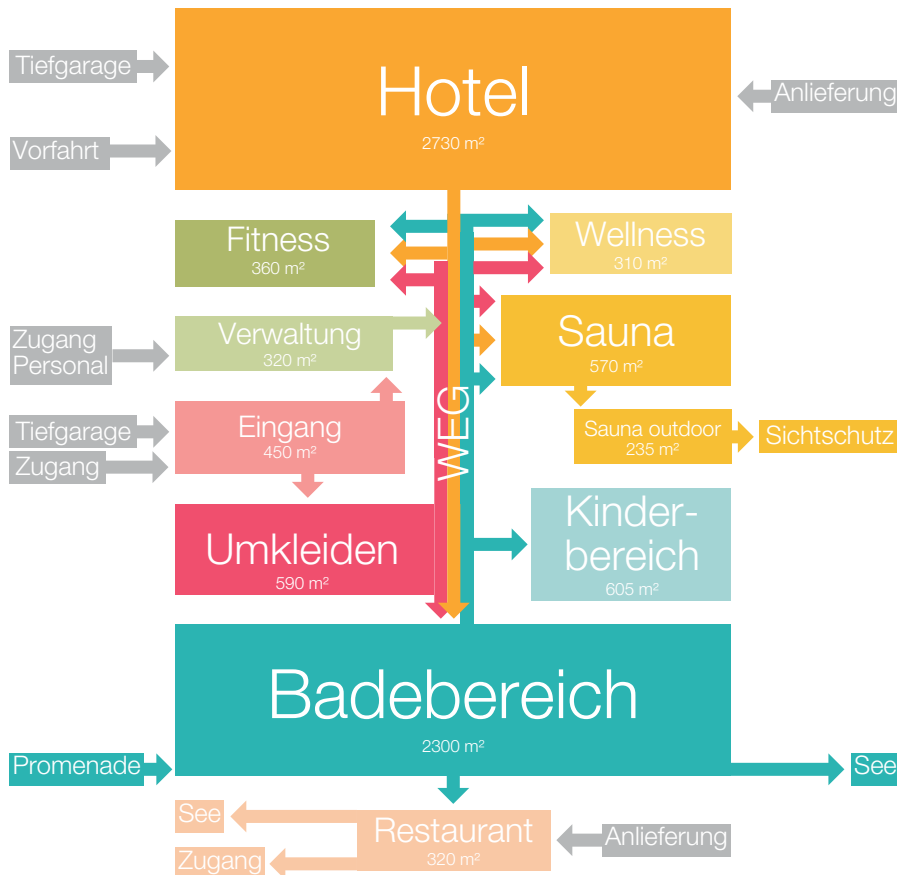 Tiefgarage
Hotel
2730 m²
Anlieferung
Vorfahrt
Fitness
360 m²
Wellness
310 m²
Zugang
Personal
Verwaltung
320 m²
Sauna
570 m²
WEG
Tiefgarage
Zugang
Eingang
450 m²
Sauna outdoor
235 m²
Sichtschutz
Umkleiden
590 m²
Kinder-
bereich
605 m²
Badebereich
2300 m²
Promenade
See
See
Zugang
Restaurant
320 m²
Anlieferung